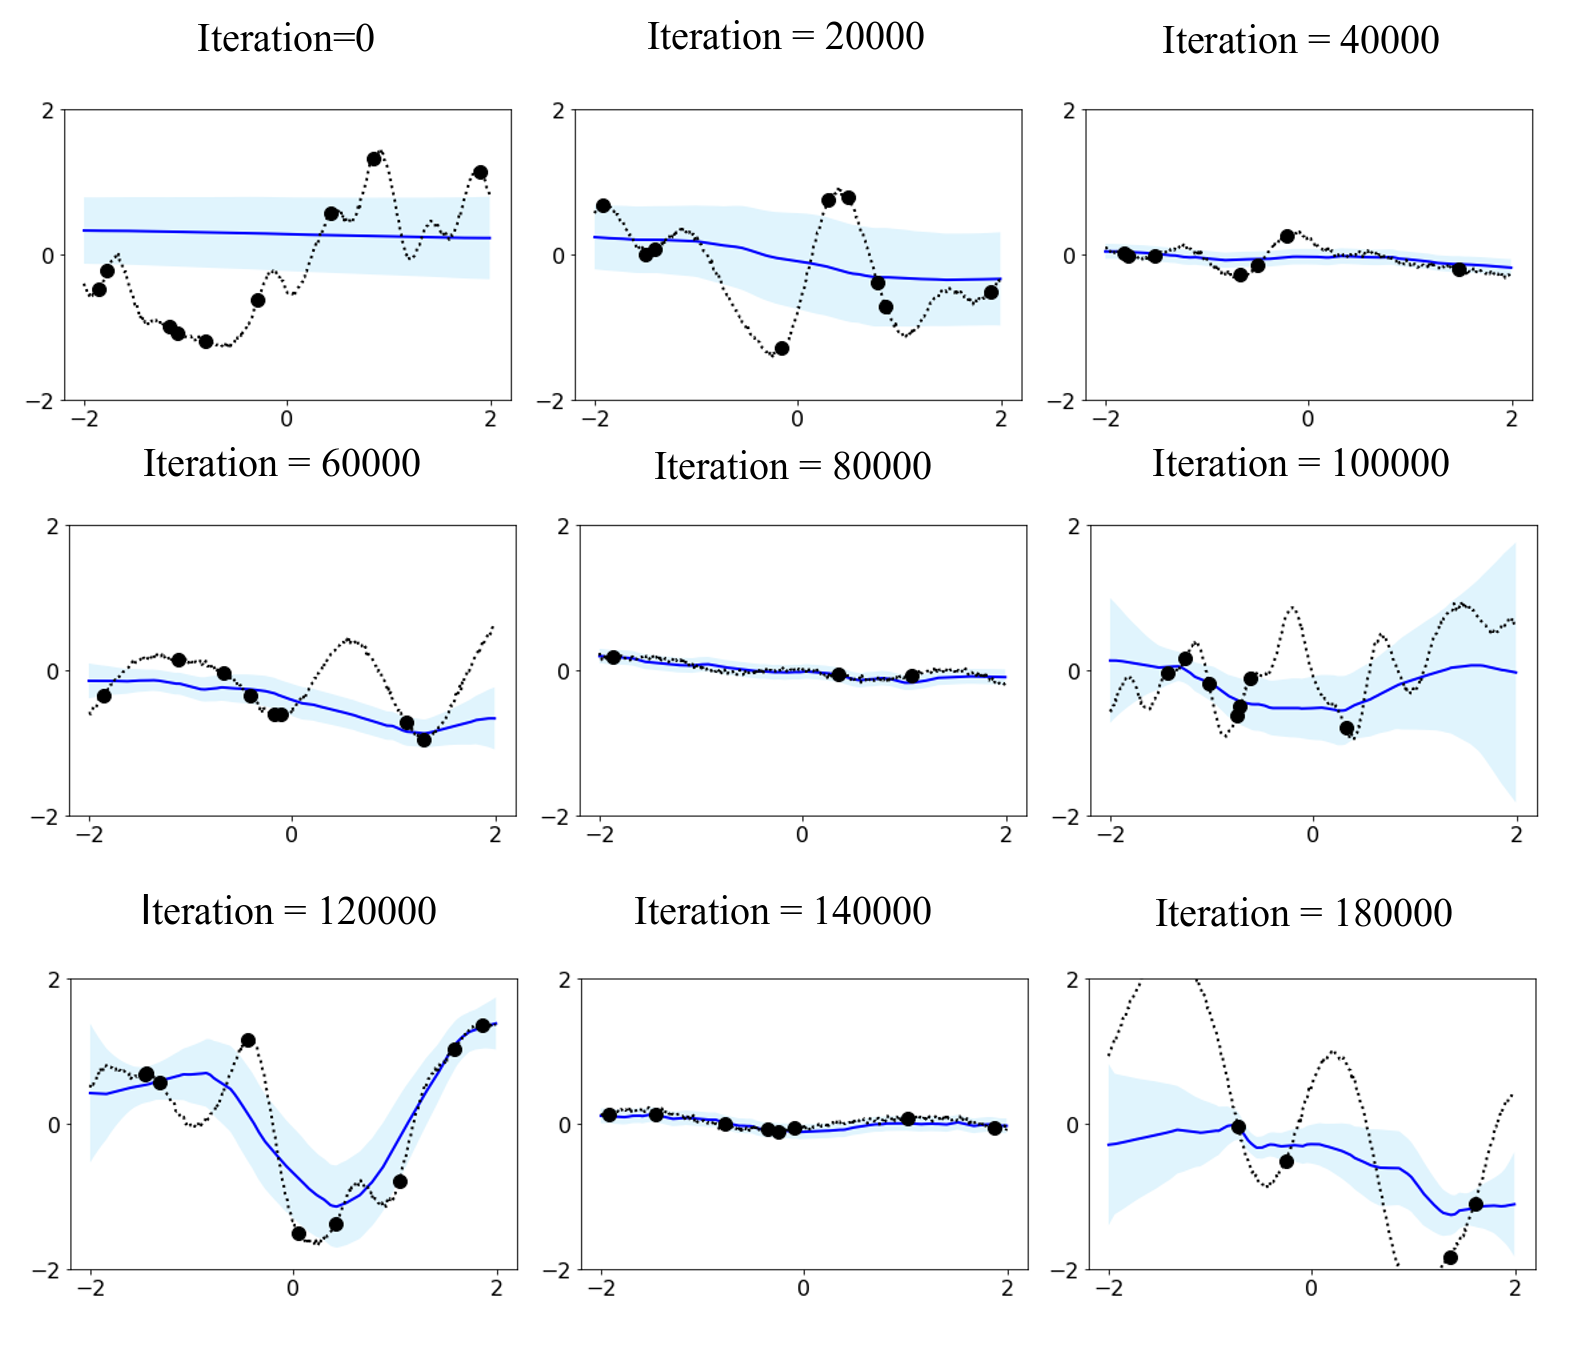 Iteration=0 Iteration = 20000 Iteration = 40000
2 2 2
0 0 0
−2 −2 −2
−2 0 2 −2 0 2 −2 0 2
Iteration = 60000 Iteration = 80000 Iteration = 100000
2 2 2
0 0 0
−2 −2 −2
−2 0 2 −2 0 2 −2 0 2
Iteration = 120000 Iteration = 140000 Iteration = 180000
2 2 2
0 0 0
−2 −2 −2
−2 0 2 −2 0 2 −2 0 2